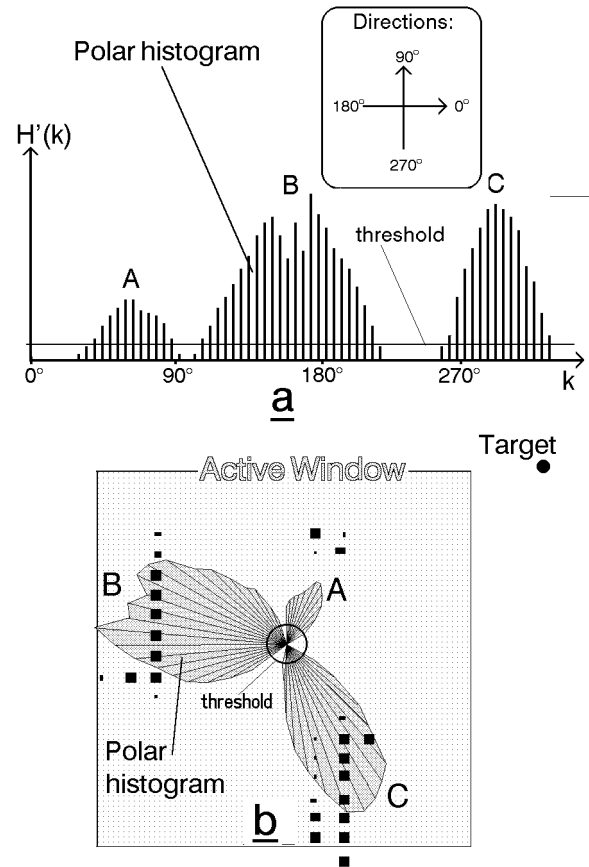 Directions:
90°
180°
0°
270°
Polar histogram
H'(k)
B
C
threshold
A
0°
90°
180°
270°
k
a
Target
Active Window
B
A
threshold
Polar
histogram
C
b